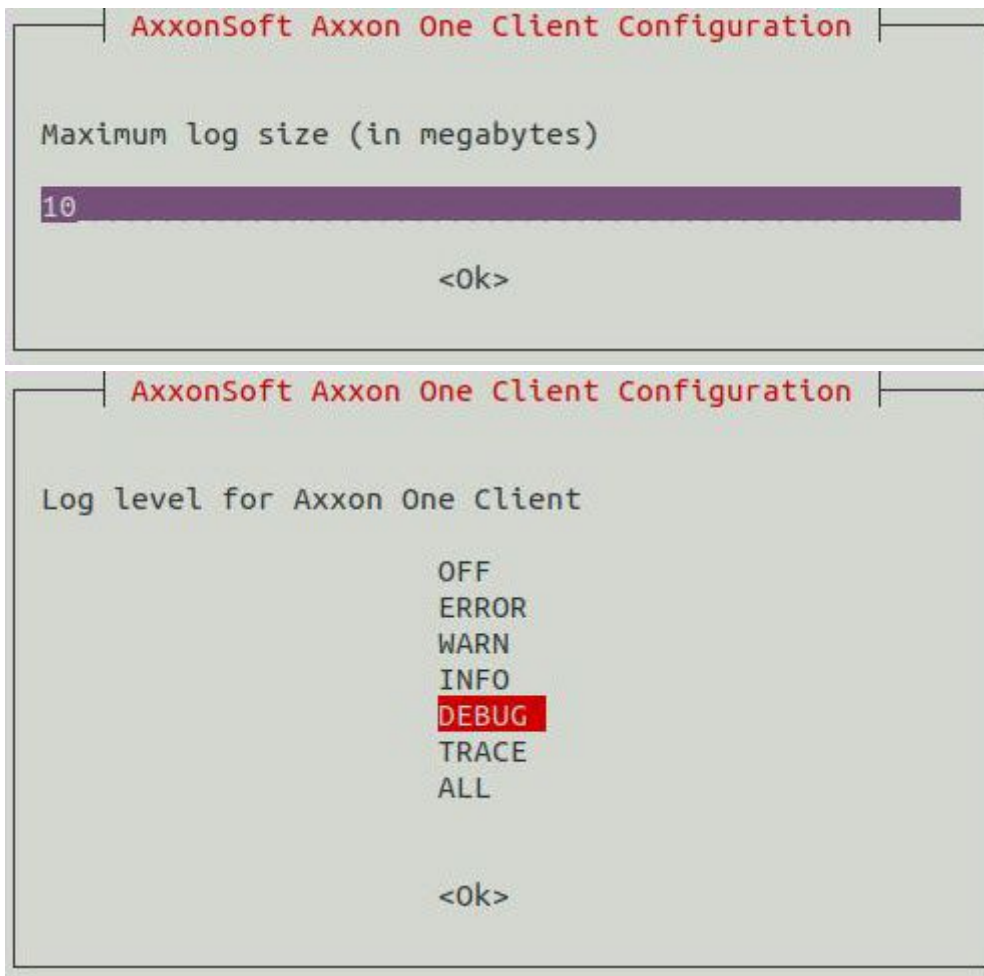 AxxonSoft Axxon One Client Configuration
Maximum log size (in megabytes)
10
<Ok>
AxxonSoft Axxon One Client Configuration
Log level for Axxon One Client
OFF
ERROR
WARN
INFO
DEBUG
TRACE
ALL
<Ok>